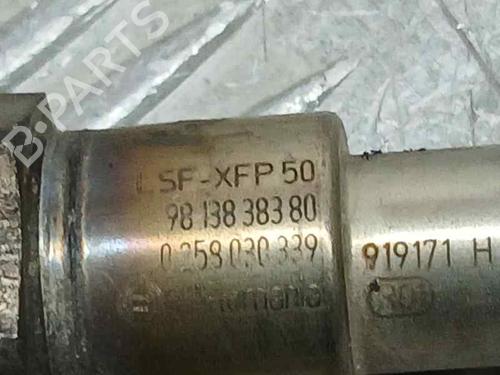 B-PARTS
LSF-XFP 50
98 138 383 80
0 258 030 339
Romania
919171 H